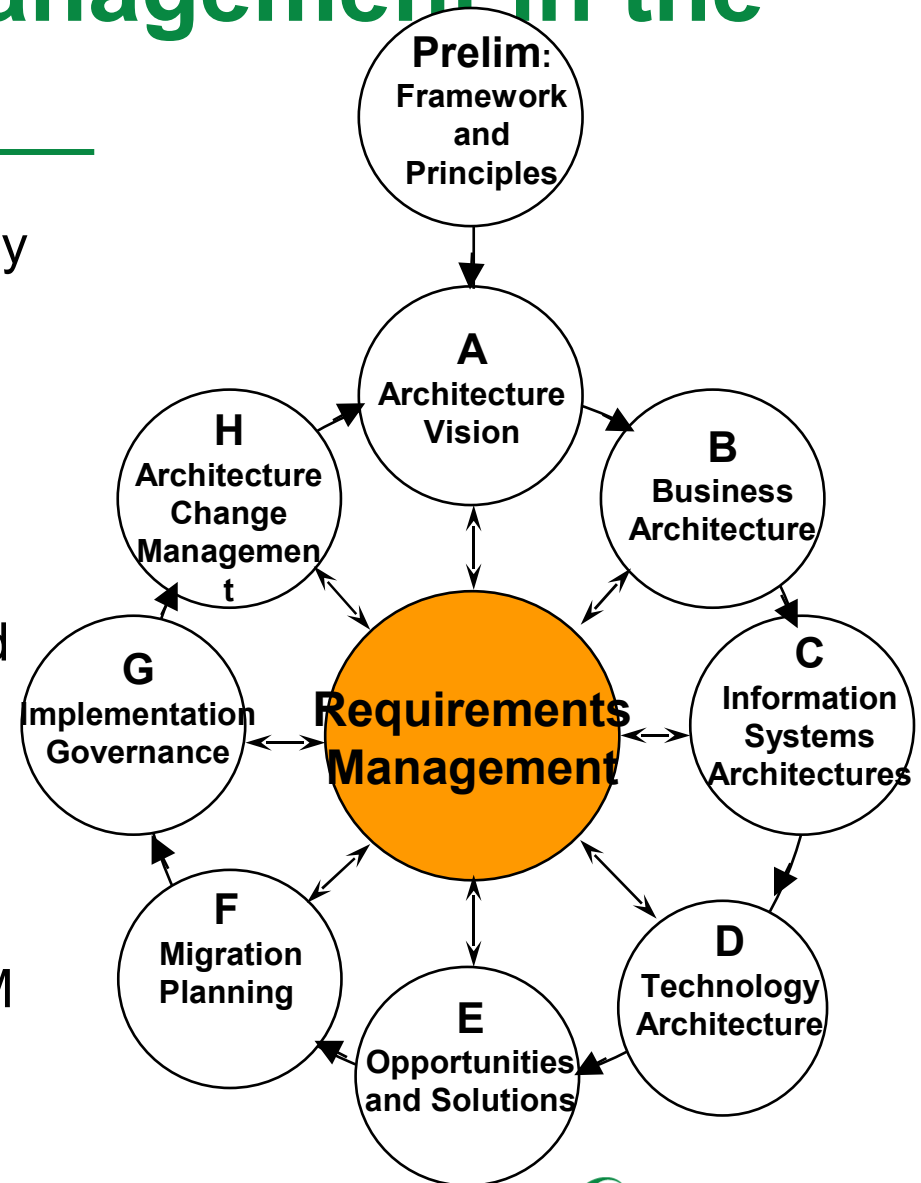 anagement in the
Prelim:
Framework
and
Principles
y
A
Architecture
Vision
H
Architecture
Change
Managemen
t
B
Business
Architecture
d
G
Implementation
Governance
Requirements
Management
C
Information
Systems
Architectures
F
Migration
Planning
M
E
Opportunities
and Solutions
D
Technology
Architecture